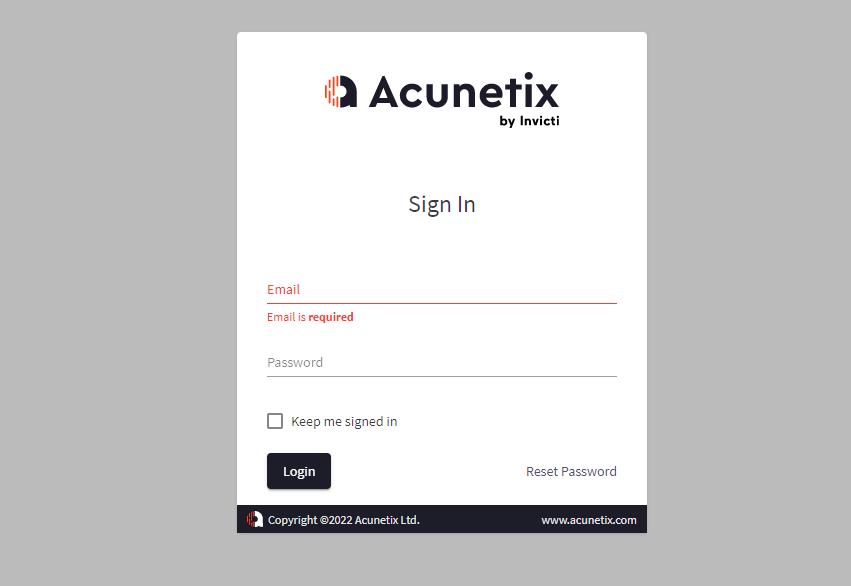 Acunetix
by Invicti
Sign In
Email
Email is required
Password
Keep me signed in
Login
Reset Password
Copyright ©2022 Acunetix Ltd.
www.acunetix.com